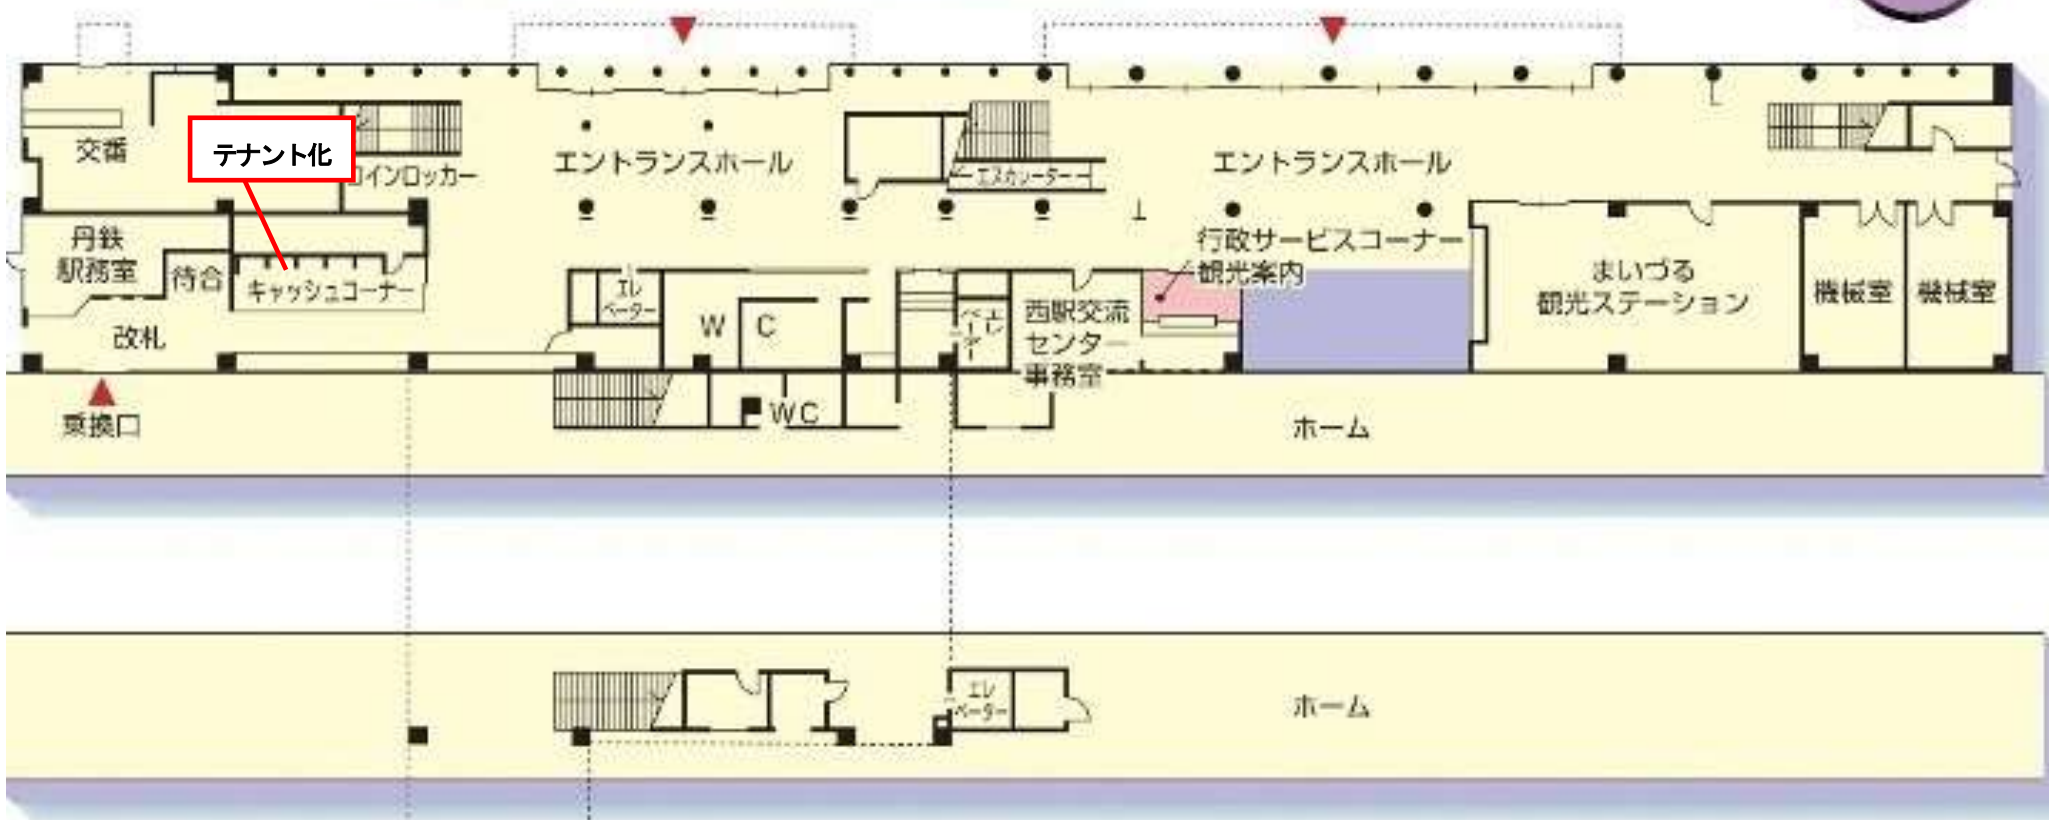 交番
テナント化
コインロッカー
エントランスホール
エスカレーター
エントランスホール
丹鉄
駅務室
待合
キャッシュコーナー
改札
乗換口
エレ
ベーター
W C
WC
エレ
ベーター
西駅交流
センター
事務室
行政サービスコーナー
観光案内
まいづる
観光ステーション
機械室
機械室
ホーム
エレ
ベーター
ホーム